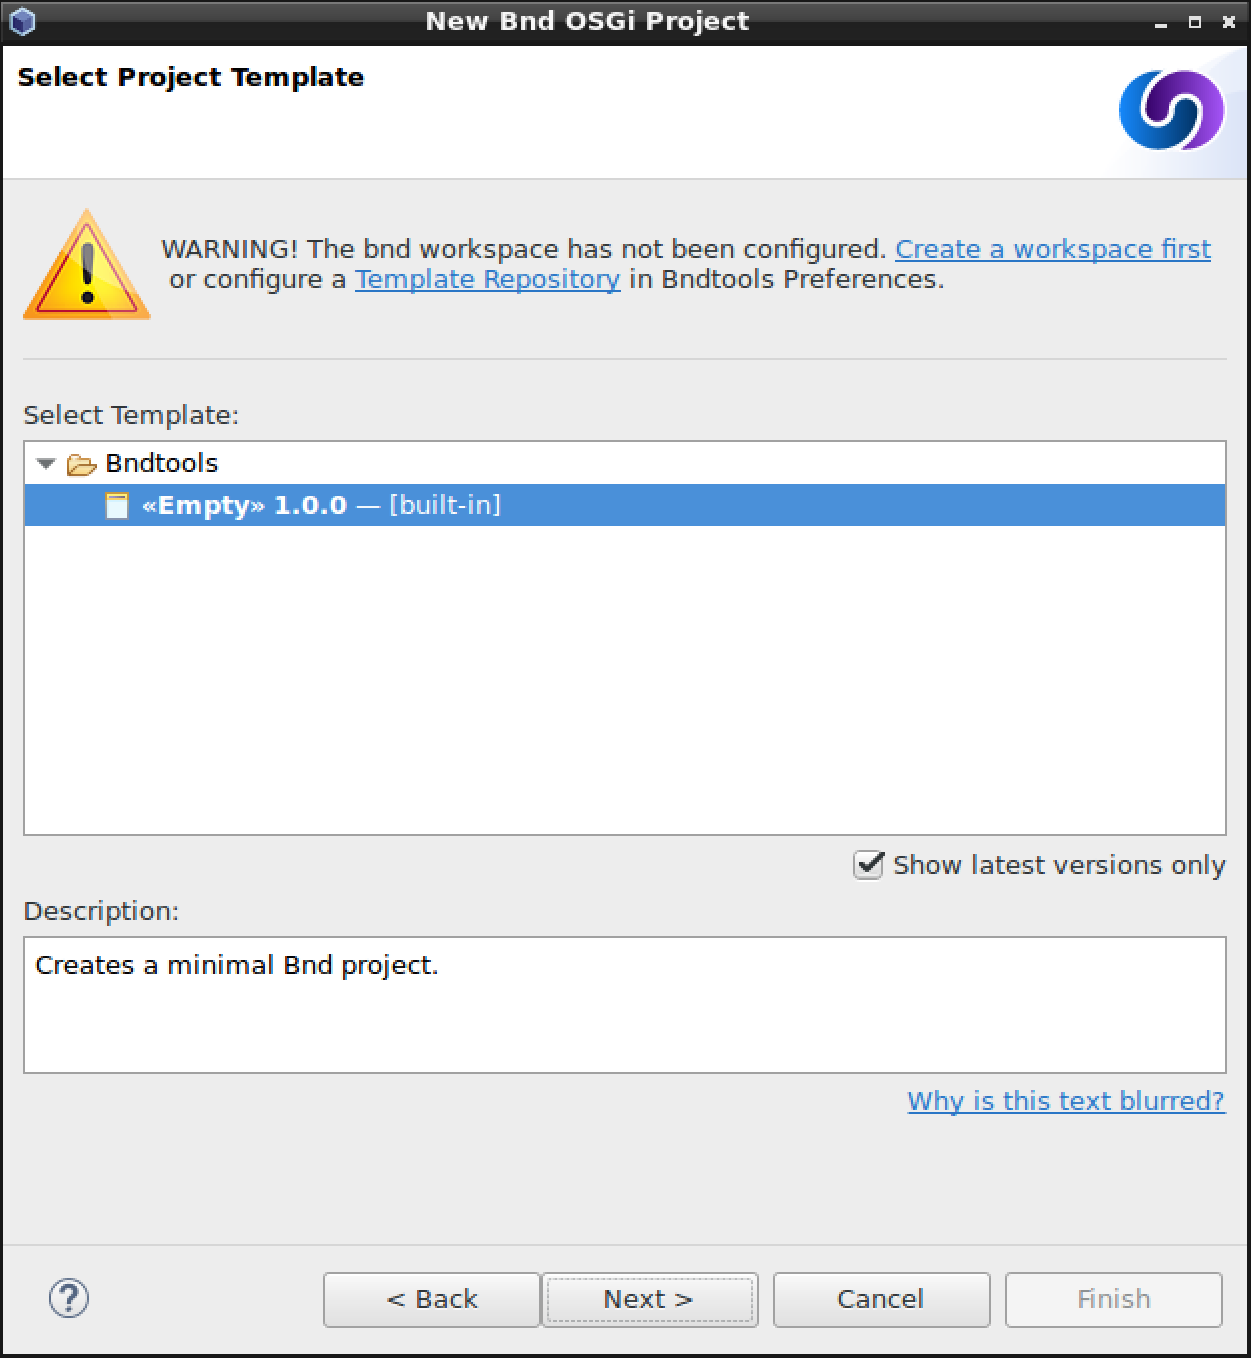 New Bnd OSGi Project
Select Project Template
WARNING! The bnd workspace has not been configured. Create a workspace first
or configure a Template Repository in Bndtools Preferences.
Select Template:
Bndtools
«Empty» 1.0.0 — [built-in]
Show latest versions only
Description:
Creates a minimal Bnd project.
Why is this text blurred?
? < Back Next > Cancel Finish